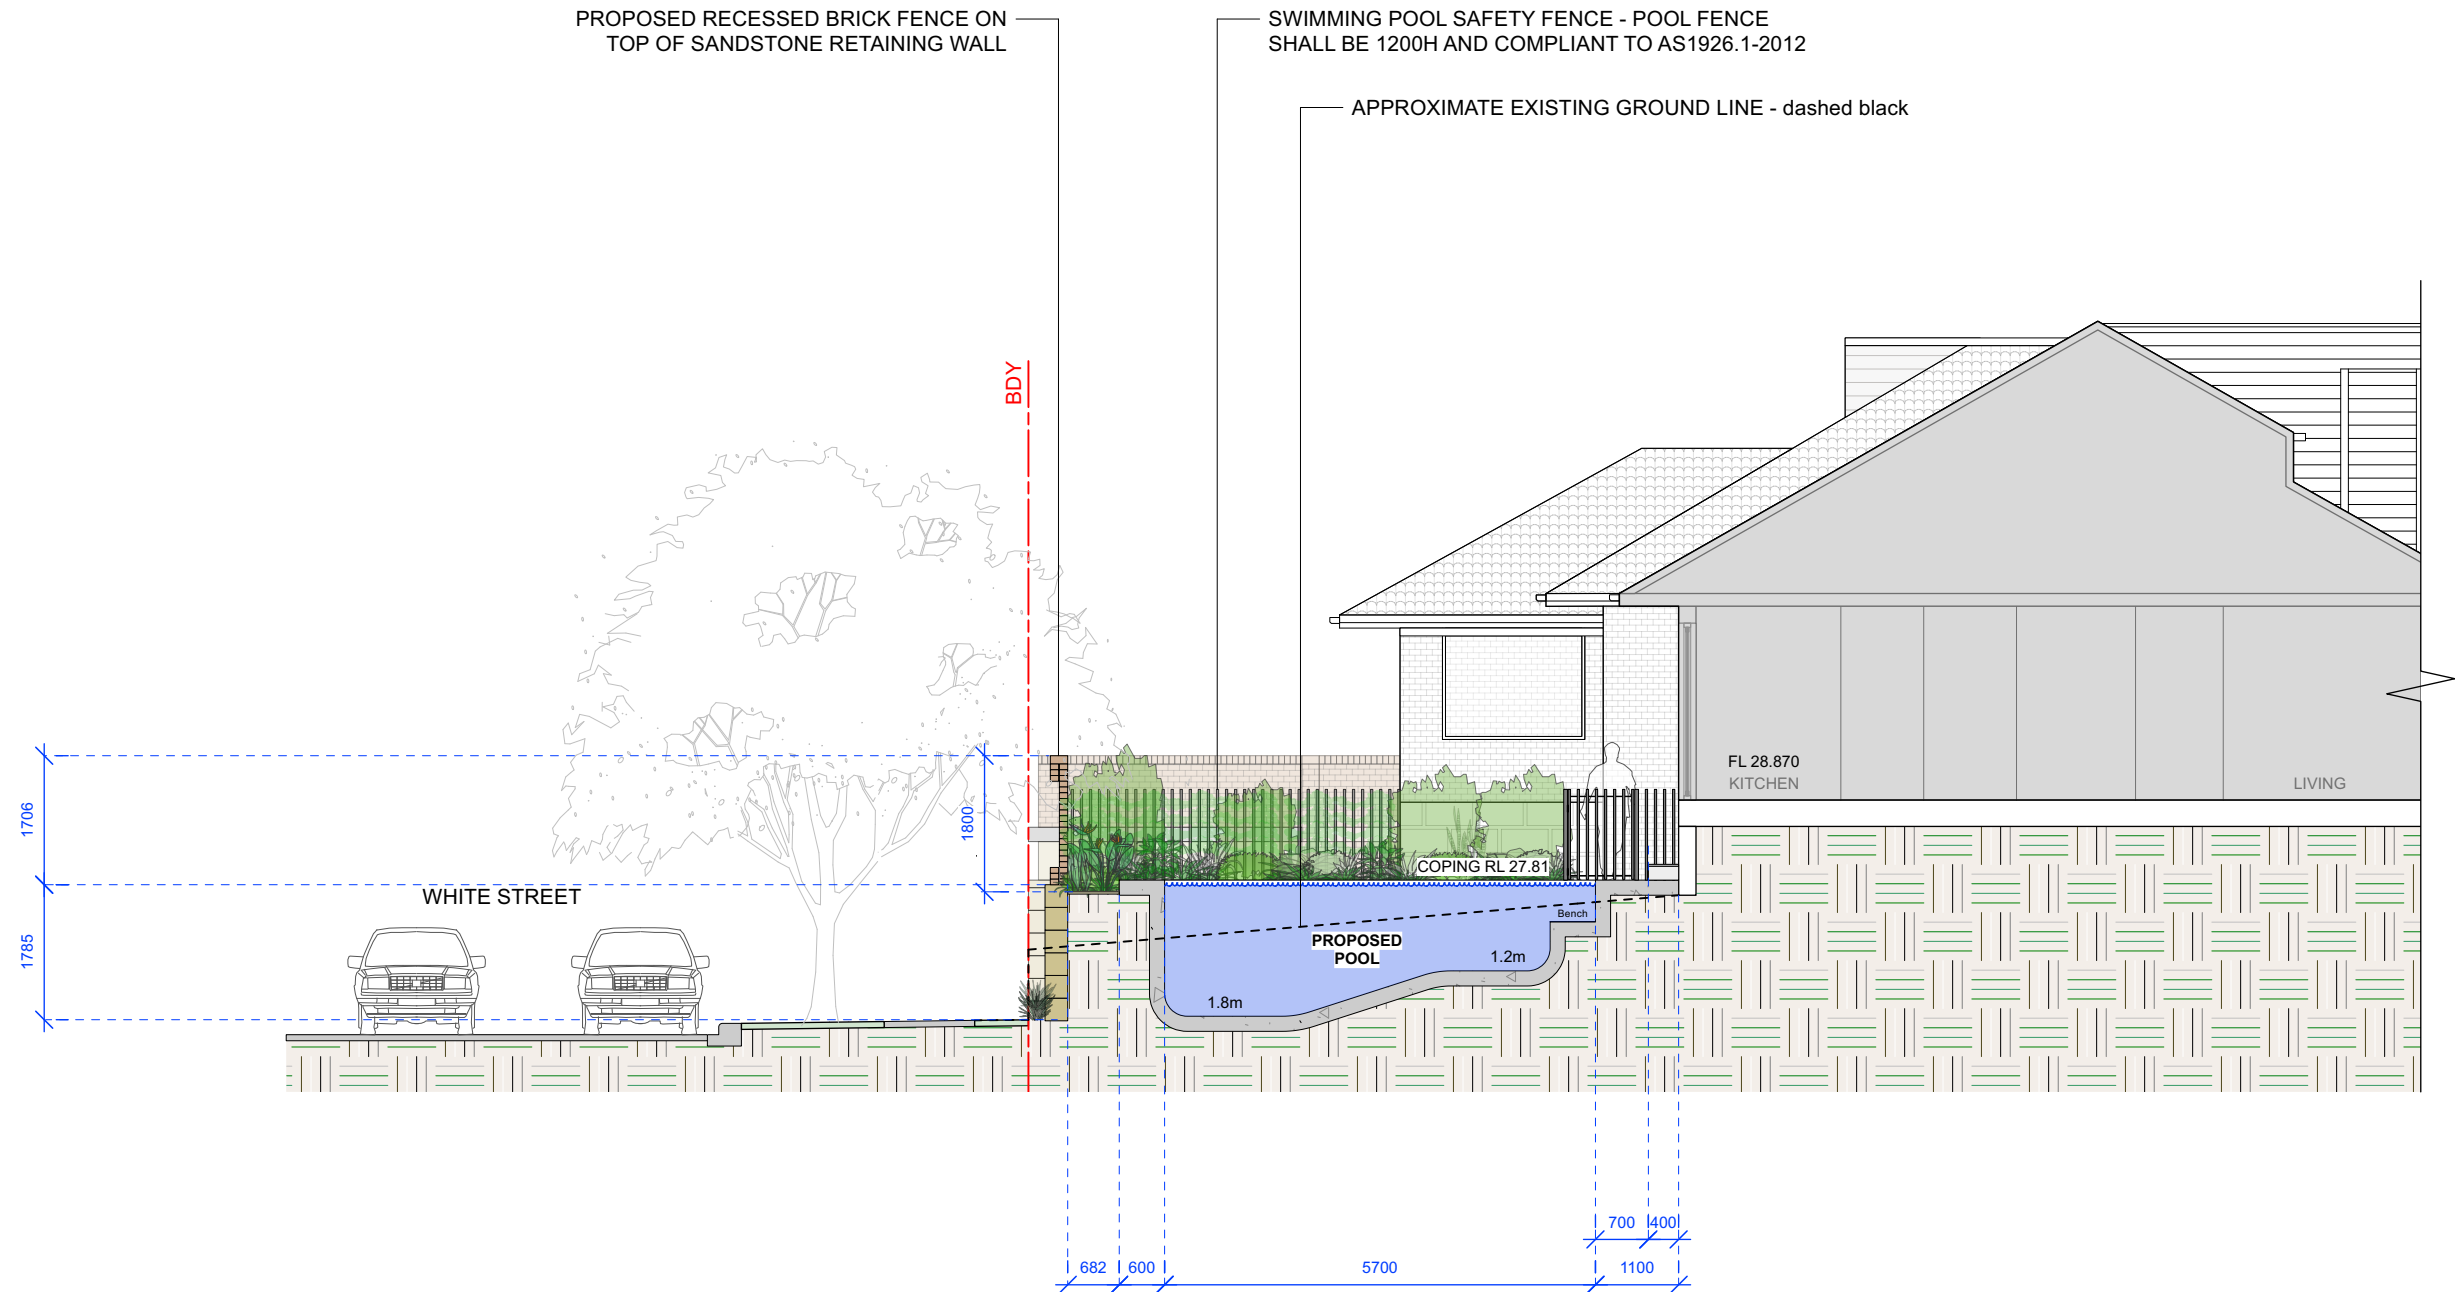 PROPOSED RECESSED BRICK FENCE ON
TOP OF SANDSTONE RETAINING WALL
SWIMMING POOL SAFETY FENCE - POOL FENCE
SHALL BE 1200H AND COMPLIANT TO AS1926.1-2012
APPROXIMATE EXISTING GROUND LINE - dashed black
BDY
1706
1800
1785
WHITE STREET
FL 28.870
KITCHEN
LIVING
COPING RL 27.81
Bench
PROPOSED
POOL
1.2m
1.8m
700
400
682
600
5700
1100